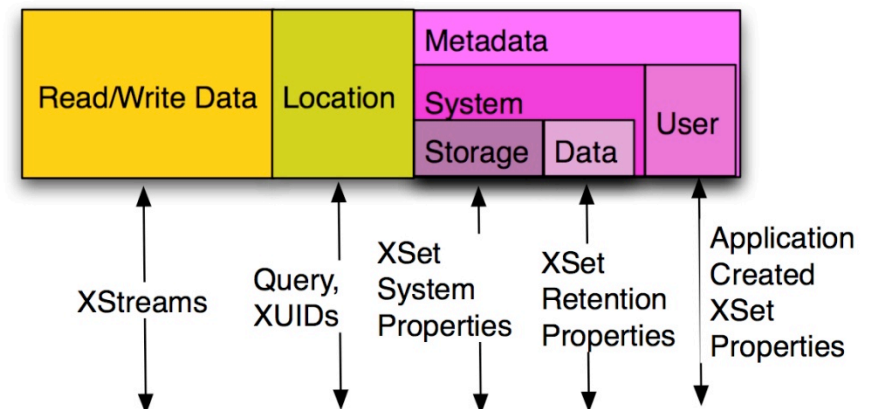 Metadata
Read/Write Data
Location
System
User
Storage
Data
XStreams
Query,
XUIDs
XSet
System
Properties
XSet
Retention
Properties
Application
Created
XSet
Properties